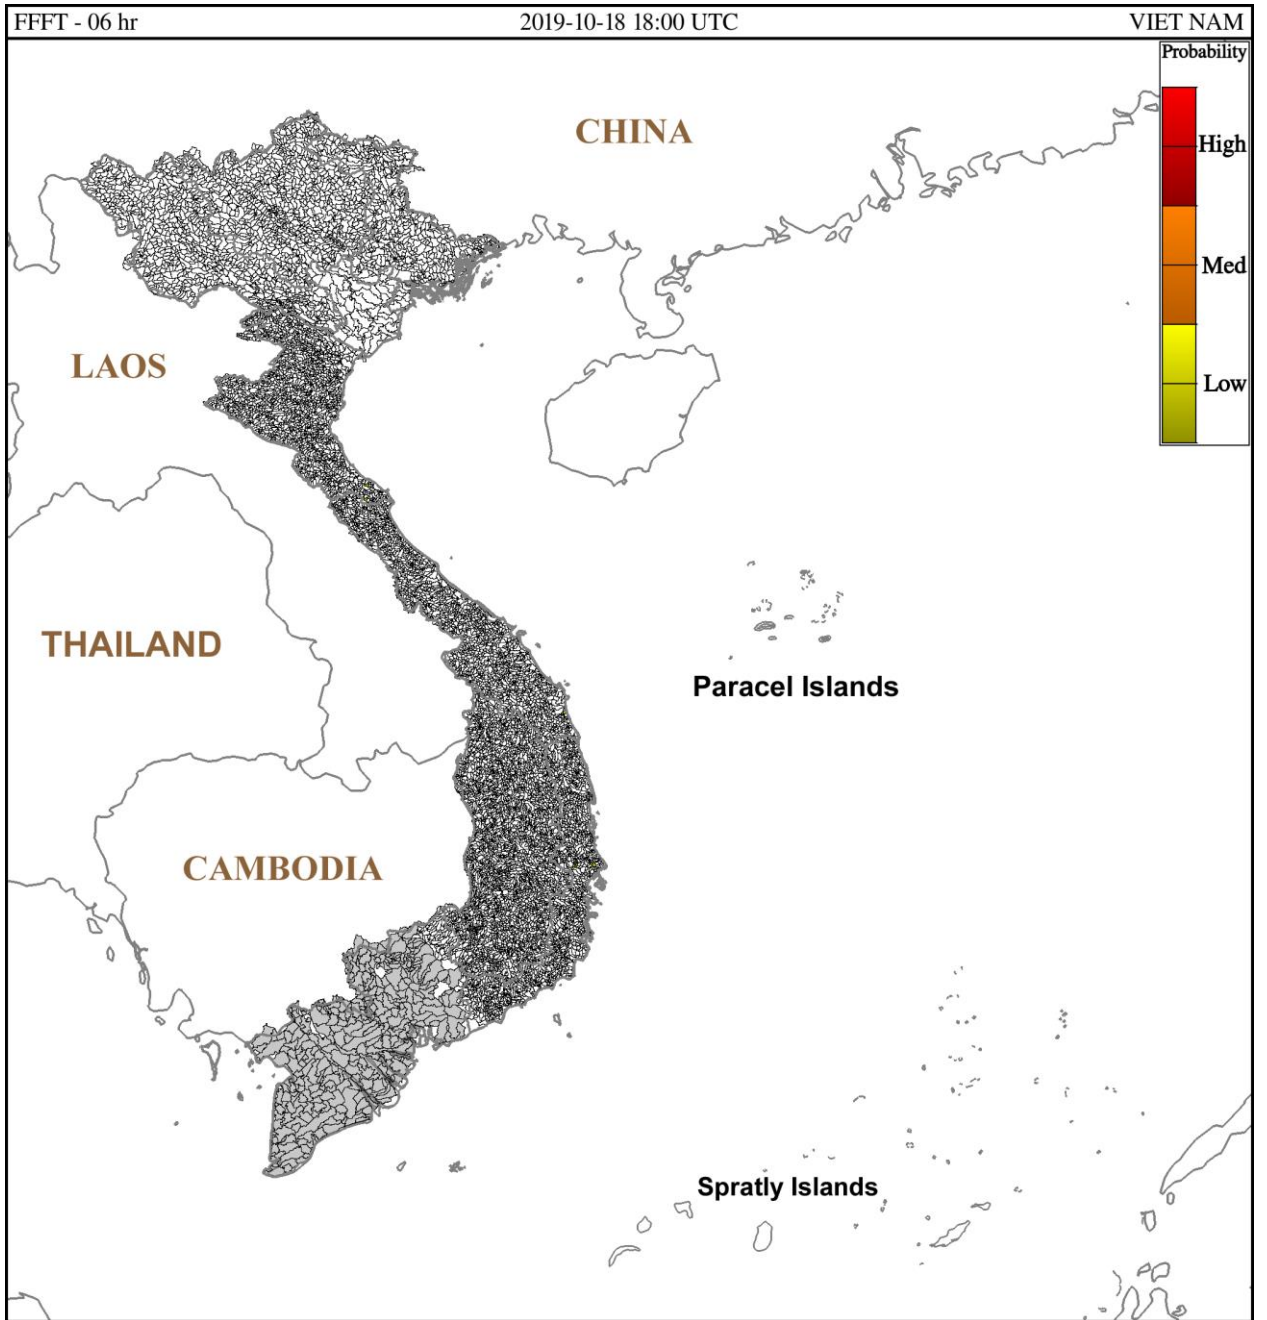 FFFT - 06 hr 2019-10-18 18:00 UTC VIET NAM
Probability
CHINA
High
Med
LAOS
Low
THAILAND
Paracel Islands
CAMBODIA
Spratly Islands